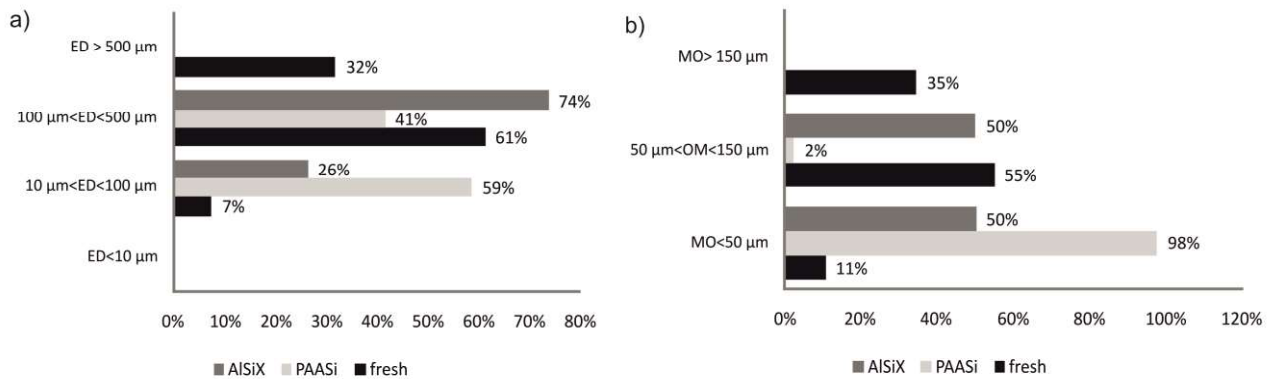 a)
ED > 500 µm
32%
74%
100 µm<ED<500 µm
41%
61%
26%
10 µm<ED<100 µm
59%
7%
ED<10 µm
0% 10% 20% 30% 40% 50% 60% 70% 80%
AlSiX PAASi fresh
b)
MO> 150 µm
35%
50%
50 µm<OM<150 µm
2%
55%
50%
MO<50 µm
98%
11%
0% 20% 40% 60% 80% 100% 120%
AlSiX PAASi fresh